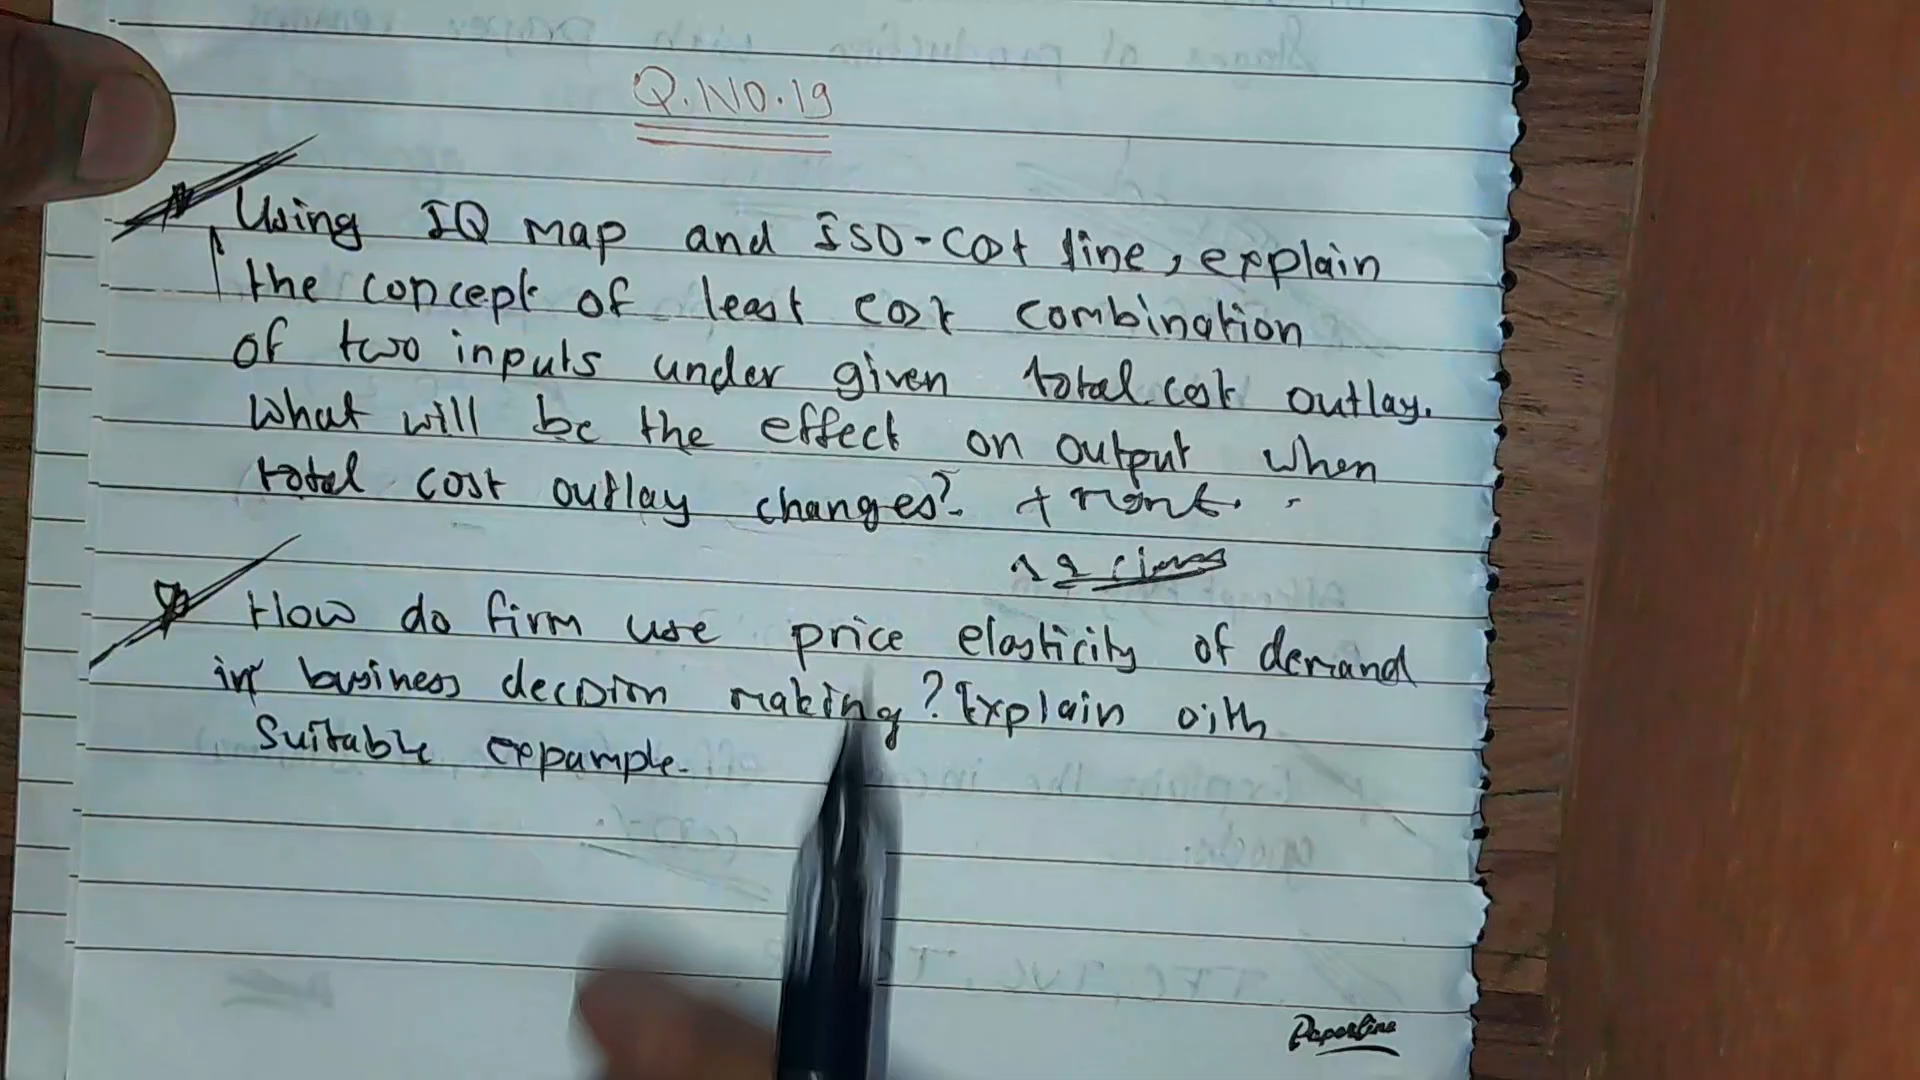 Q.NO.19
Using IQ map and iso-cost line, explain
the concept of least cost combination
of two inputs under given total cost outlay.
What will be the effect on output when
total cost outlay changes?
How do firm use price elasticity of demand
in business decision making? Explain with
Suitable expample.
Paperline